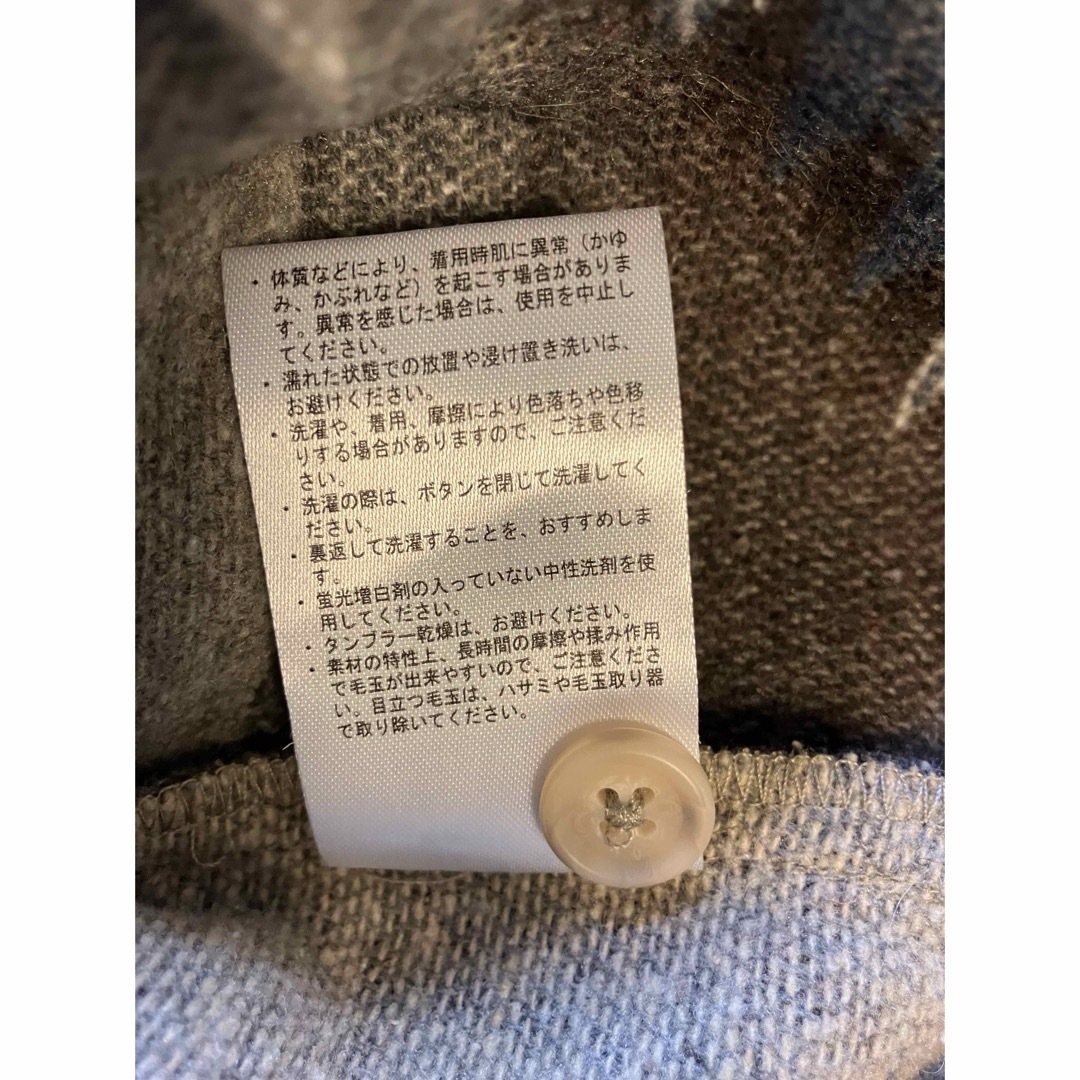 ・体質などにより、着用時肌に異常（かゆ
み、かぶれなど）を起こす場合がありま
す。異常を感じた場合は、使用を中止し
てください。
・濡れた状態での放置や浸け置き洗いは、
お避けください。
・洗濯や、着用、摩擦により色落ちや色移
りする場合がありますので、ご注意くだ
さい。
・洗濯の際は、ボタンを閉じて洗濯してく
ださい。
・裏返して洗濯することを、おすすめしま
す。
・蛍光増白剤の入っていない中性洗剤を使
用してください。
・タンブラー乾燥は、お避けください。
・素材の特性上、長時間の摩擦や揉み作用
で毛玉が出来やすいので、ご注意くださ
い。目立つ毛玉は、ハサミや毛玉取り器
で取り除いてください。